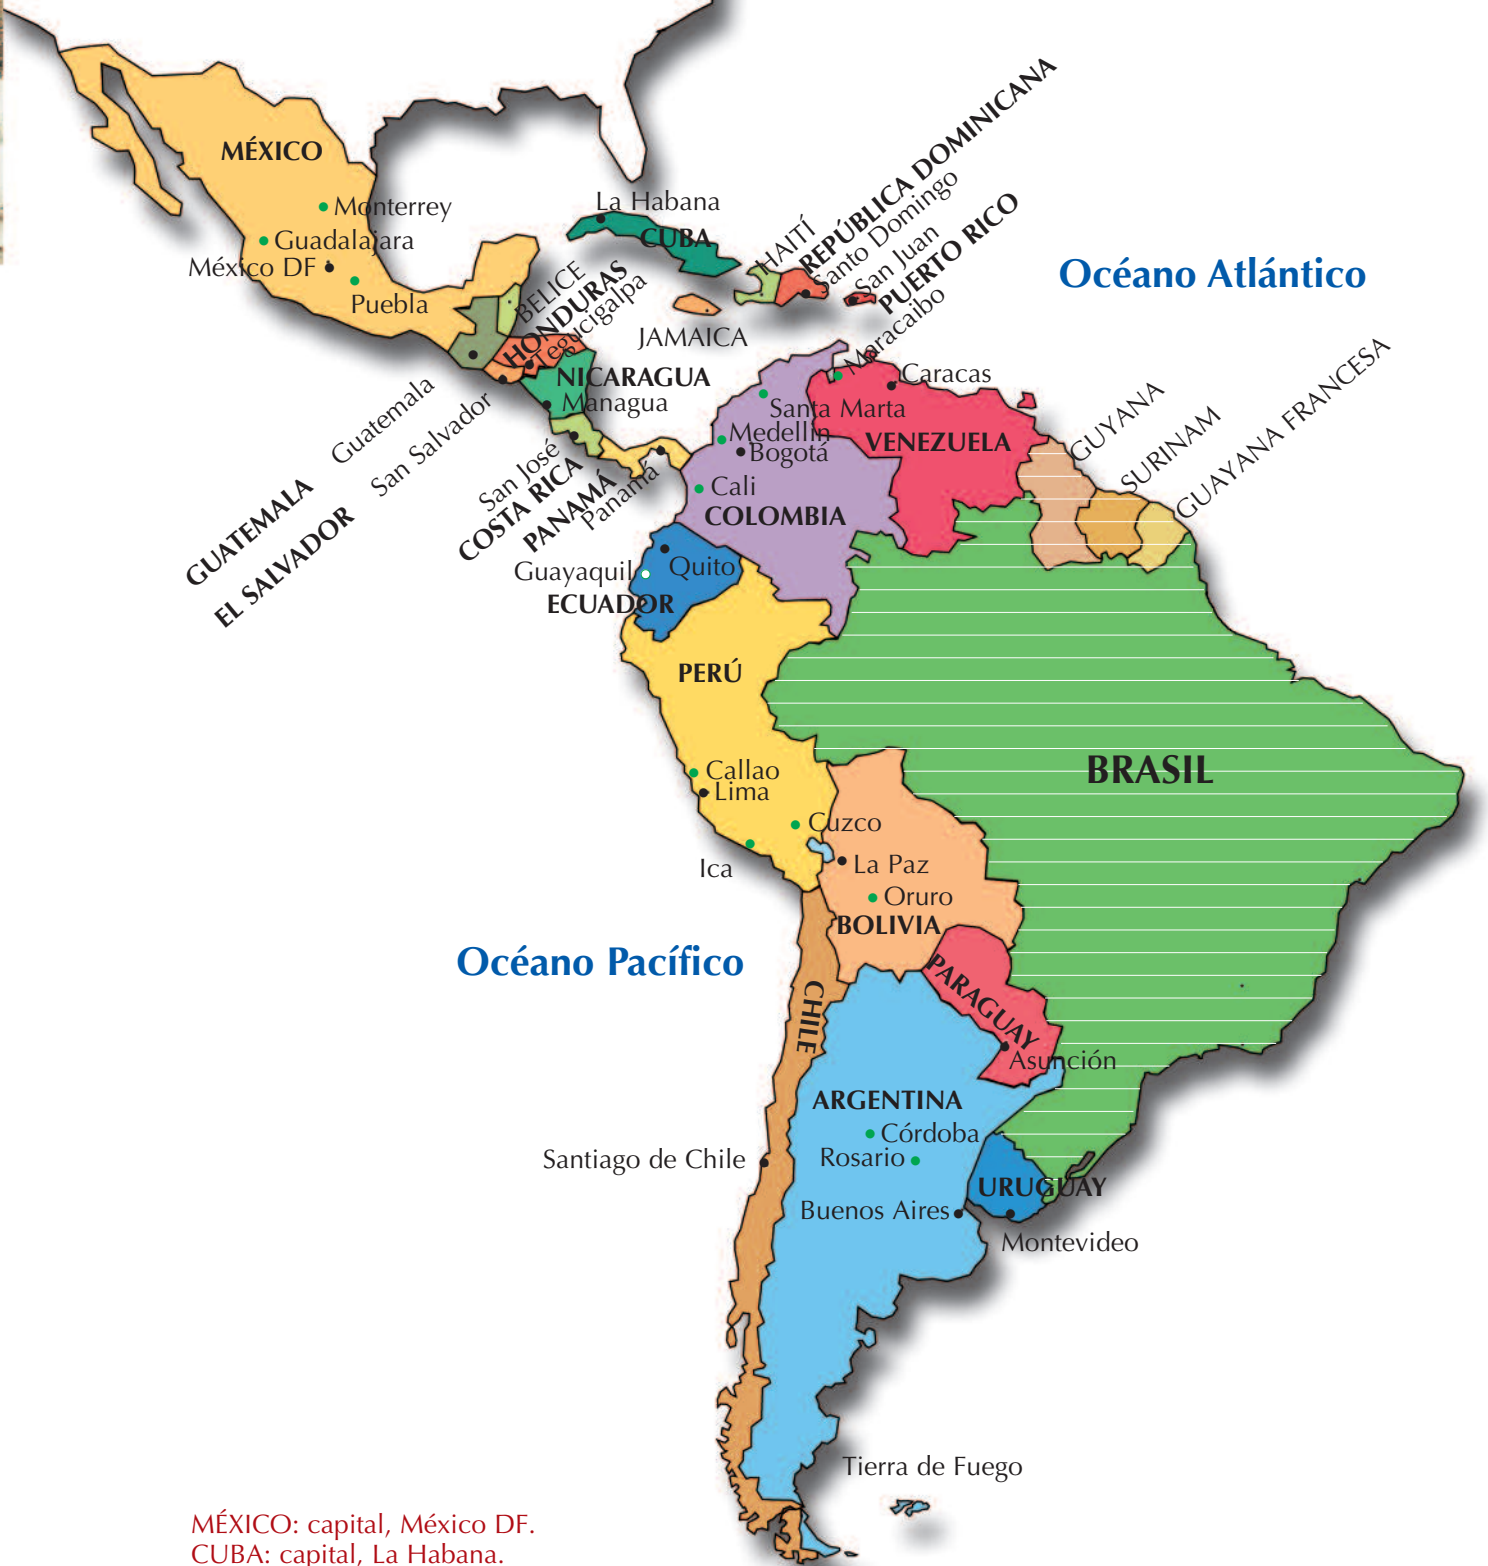 MÉXICO
Monterrey
Guadalajara
México DF
Puebla
La Habana
CUBA
HAITÍ
REPÚBLICA DOMINICANA
Santo Domingo
San Juan
PUERTO RICO
Océano Atlántico
BELICE
HONDURAS
Tegucigalpa
JAMAICA
NICARAGUA
Managua
Guatemala
GUATEMALA
San Salvador
EL SALVADOR
San José
COSTA RICA
PANAMÁ
Panamá
Maracaibo
Caracas
Santa Marta
Medellín
VENEZUELA
Bogotá
Cali
COLOMBIA
GUYANA
SURINAM
GUAYANA FRANCESA
Quito
Guayaquil
ECUADOR
PERÚ
BRASIL
Callao
Lima
Cuzco
Ica
La Paz
Oruro
BOLIVIA
Océano Pacífico
CHILE
PARAGUAY
Asunción
ARGENTINA
Córdoba
Rosario
Santiago de Chile
URUGUAY
Buenos Aires
Montevideo
Tierra de Fuego
MÉXICO: capital, México DF.
CUBA: capital, La Habana.